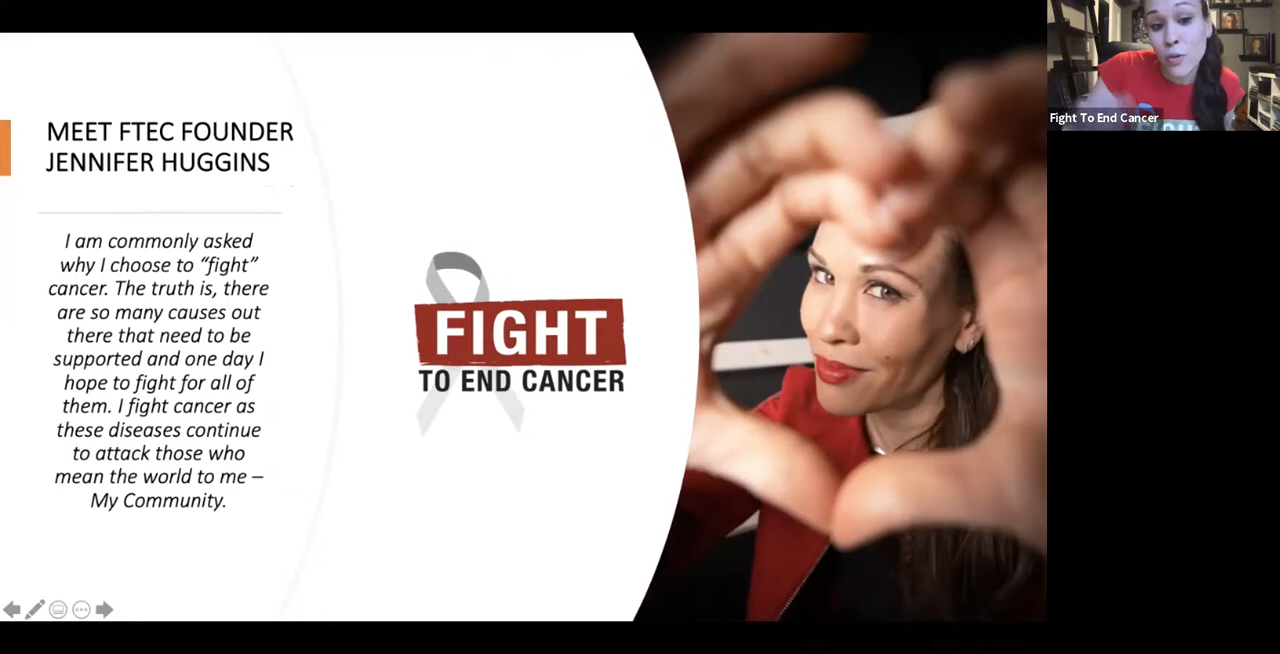 MEET FTEC FOUNDER
JENNIFER HUGGINS
I am commonly asked
why I choose to “fight”
cancer. The truth is, there
are so many causes out
there that need to be
supported and one day I
hope to fight for all of
them. I fight cancer as
these diseases continue
to attack those who
mean the world to me –
My Community.
FIGHT
TO END CANCER
Fight To End Cancer